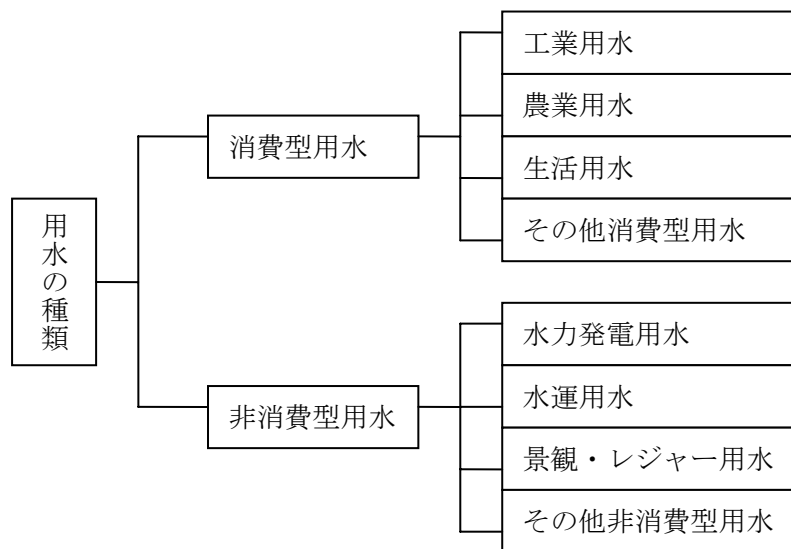 用水の種類
消費型用水
工業用水
農業用水
生活用水
その他消費型用水
非消費型用水
水力発電用水
水運用水
景観・レジャー用水
その他非消費型用水